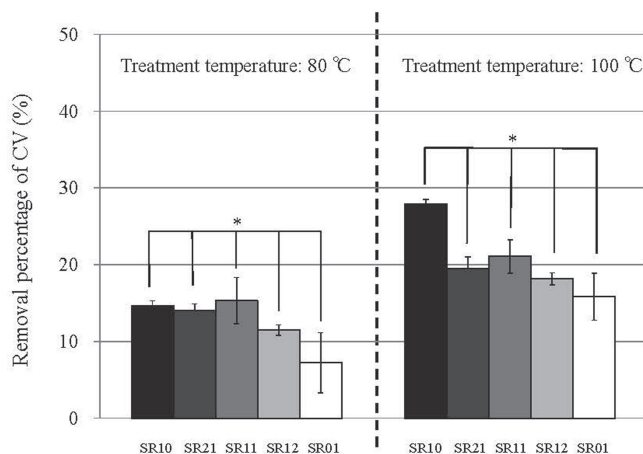 50
Treatment temperature: 80 ℃
Treatment temperature: 100 ℃
40
30
20
10
0
Removal percentage of CV (%)
*
*
SR10 SR21 SR11 SR12 SR01
SR10 SR21 SR11 SR12 SR01